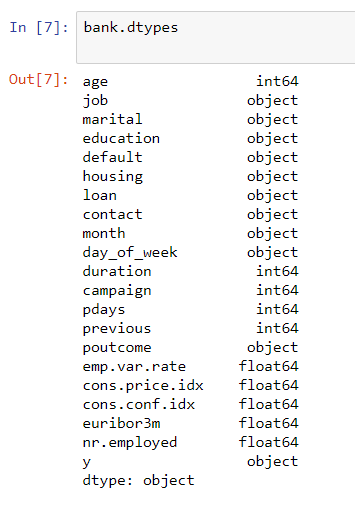 In [7]: bank.dtypes
Out[7]: age int64
job object
marital object
education object
default object
housing object
loan object
contact object
month object
day_of_week object
duration int64
campaign int64
pdays int64
previous int64
poutcome object
emp.var.rate float64
cons.price.idx float64
cons.conf.idx float64
euribor3m float64
nr.employed float64
y object
dtype: object